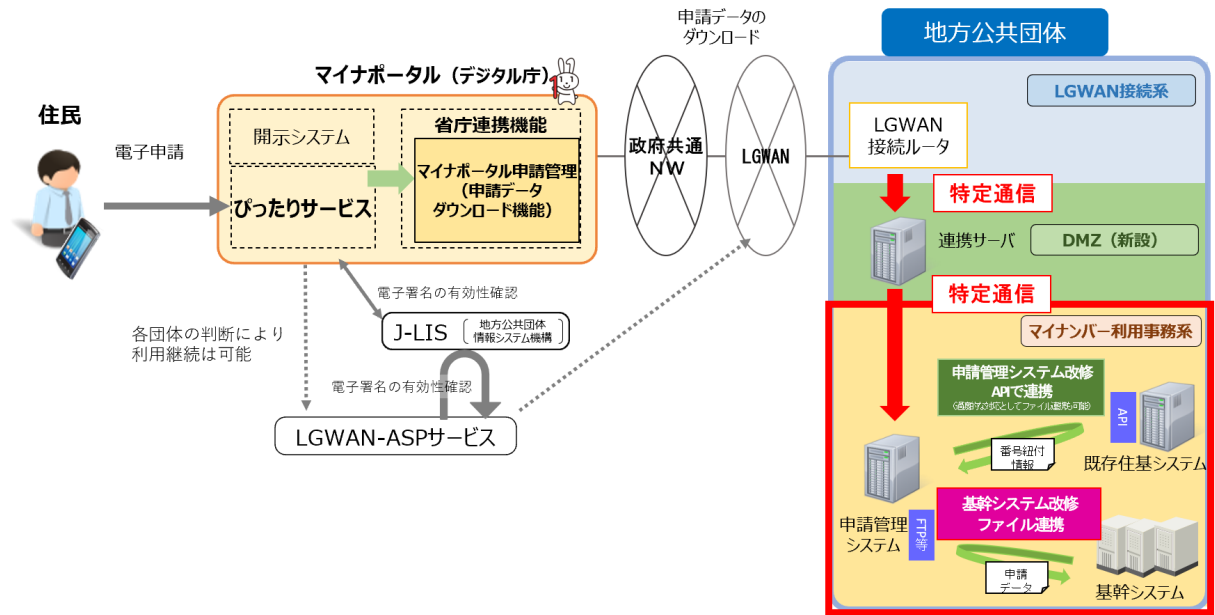 申請データの
ダウンロード
地方公共団体
マイナポータル（デジタル庁）
LGWAN接続系
住民
電子申請
開示システム
ぴったりサービス
省庁連携機能
マイナポータル申請管理
（申請データ
ダウンロード機能）
政府共通
NW
LGWAN
LGWAN
接続ルータ
特定通信
連携サーバ
DMZ（新設）
特定通信
電子署名の有効性確認
各団体の判断により
利用継続は可能
J-LIS
地方公共団体
情報システム機構
電子署名の有効性確認
LGWAN-ASPサービス
マイナンバー利用事務系
申請管理システム改修
APIで連携
API
番号紐付
情報
既存住基システム
申請管理
システム
FTP等
基幹システム改修
ファイル連携
申請
データ
基幹システム